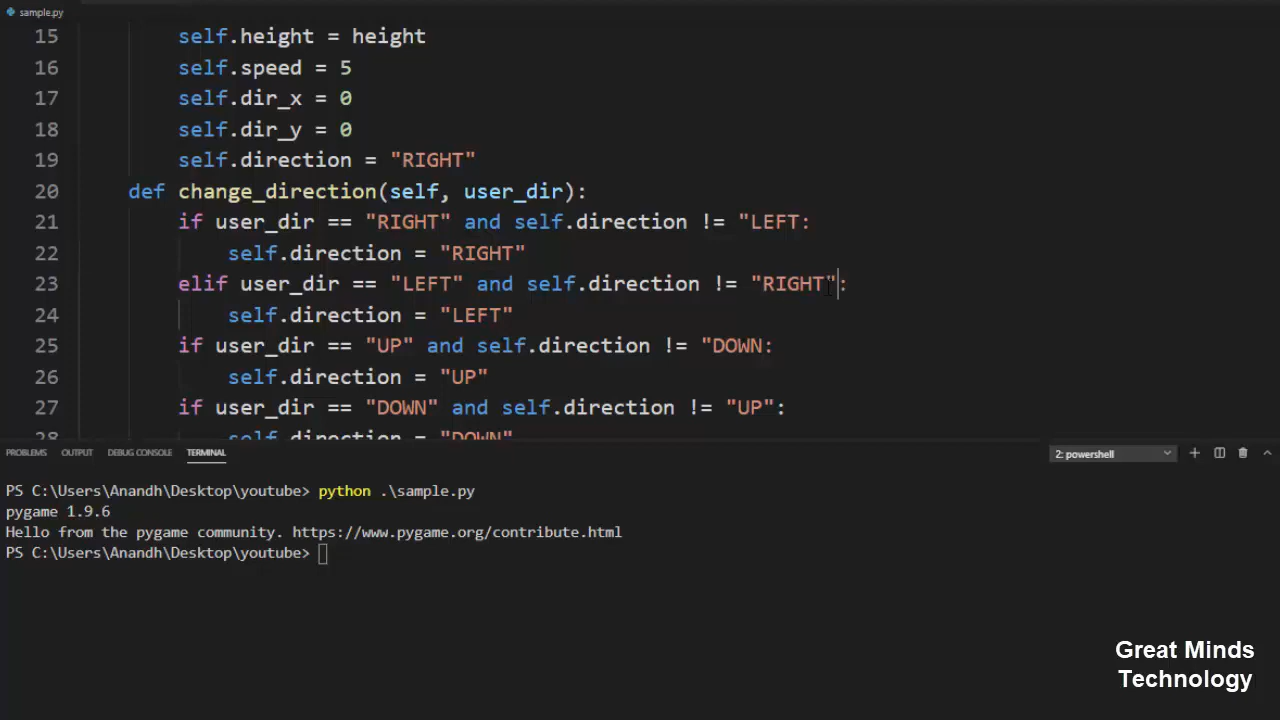 sample.py
15 self.height = height
16 self.speed = 5
17 self.dir_x = 0
18 self.dir_y = 0
19 self.direction = "RIGHT"
20 def change_direction(self, user_dir):
21 if user_dir == "RIGHT" and self.direction != "LEFT:
22 self.direction = "RIGHT"
23 elif user_dir == "LEFT" and self.direction != "RIGHT":
24 self.direction = "LEFT"
25 if user_dir == "UP" and self.direction != "DOWN:
26 self.direction = "UP"
27 if user_dir == "DOWN" and self.direction != "UP":
28 self.direction = "DOWN"
PROBLEMS OUTPUT DEBUG CONSOLE TERMINAL 2: powershell
PS C:\Users\Anandh\Desktop\youtube> python .\sample.py
pygame 1.9.6
Hello from the pygame community. https://www.pygame.org/contribute.html
PS C:\Users\Anandh\Desktop\youtube>
Great Minds
Technology